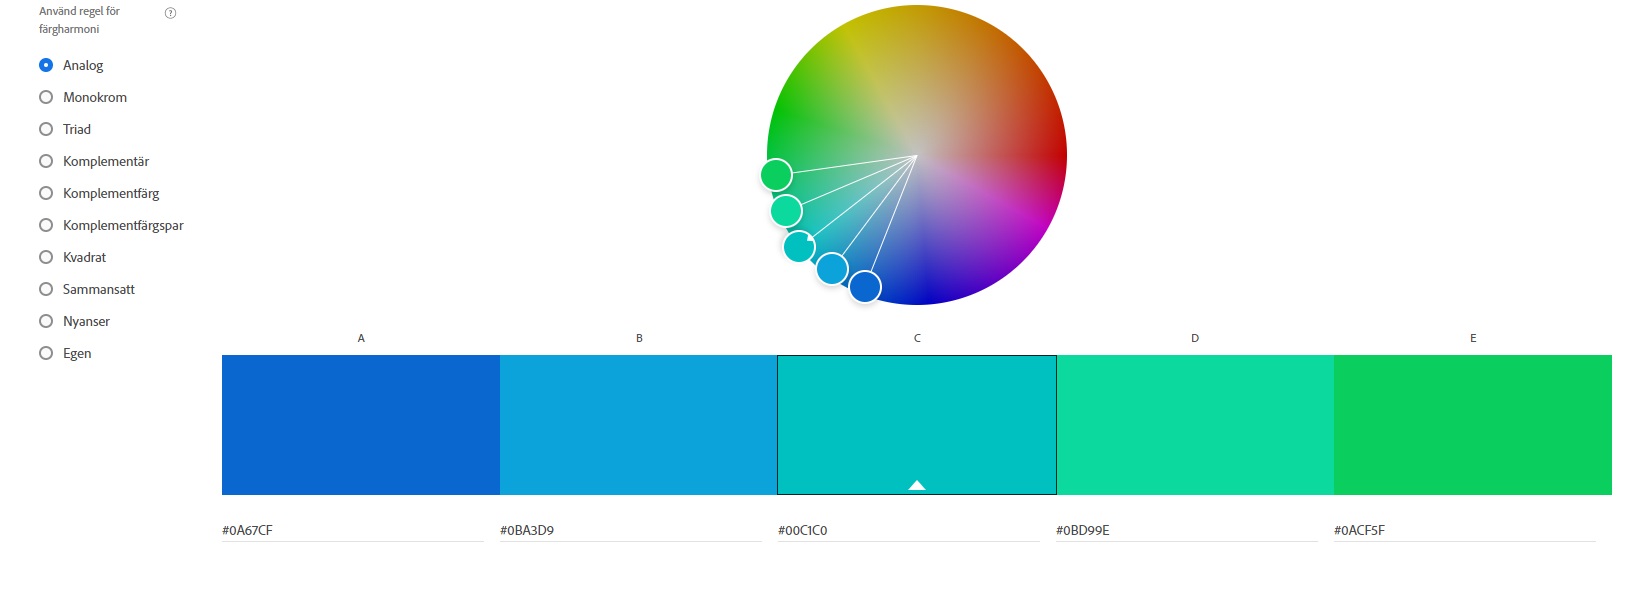 Använd regel för
färgharmoni
?
Analog
Monokrom
Triad
Komplementär
Komplementfärg
Komplementfärgspar
Kvadrat
Sammansatt
Nyanser
Egen
A B C D E
#0A67CF #0BA3D9 #00C1C0 #0BD99E #0ACF5F